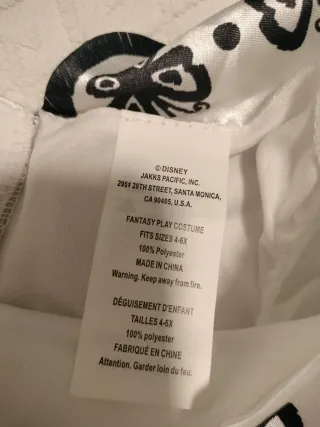 © DISNEY
JAKKS PACIFIC, INC.
2954 28TH STREET, SANTA MONICA,
CA 90405, U.S.A.
FANTASY PLAY COSTUME
FITS SIZES 4-6X
100% Polyester
MADE IN CHINA
Warning. Keep away from fire.
DÉGUISEMENT D'ENFANT
TAILLES 4-6X
100% polyester
FABRIQUÉ EN CHINE
Attention. Garder loin du feu.